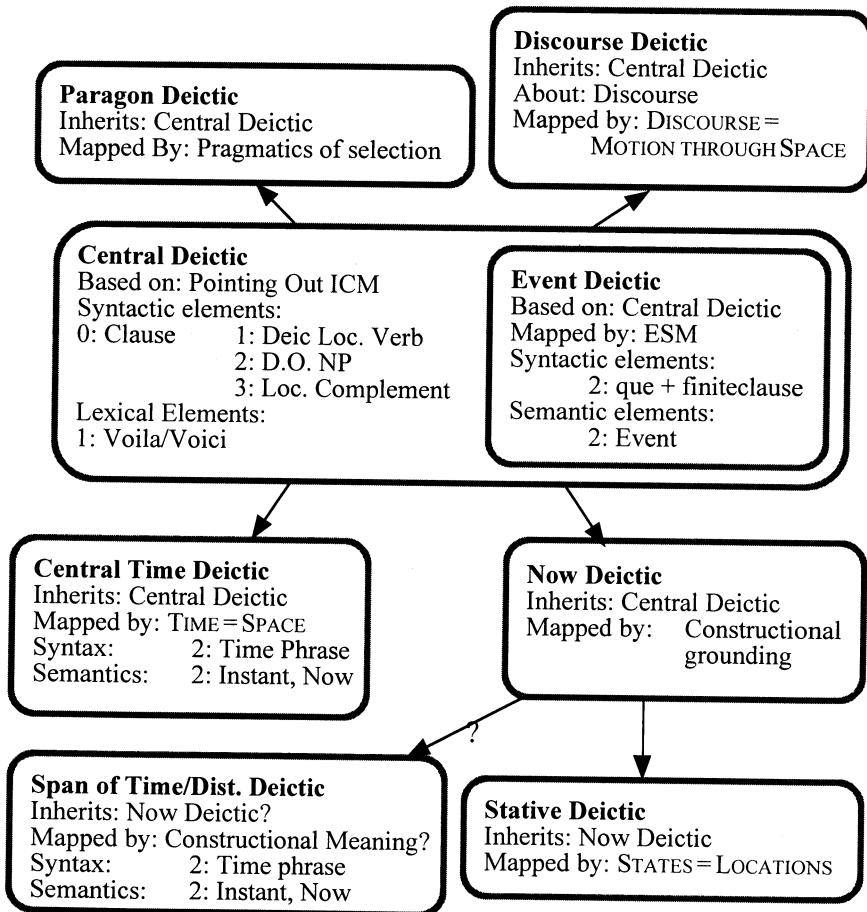 Paragon Deictic
Inherits: Central Deictic
Mapped By: Pragmatics of selection
Discourse Deictic
Inherits: Central Deictic
About: Discourse
Mapped by: DISCOURSE =
MOTION THROUGH SPACE
Central Deictic
Based on: Pointing Out ICM
Syntactic elements:
0: Clause 1: Deic Loc. Verb
2: D.O. NP
3: Loc. Complement
Lexical Elements:
1: Voila/Voici
Event Deictic
Based on: Central Deictic
Mapped by: ESM
Syntactic elements:
2: que + finiteclause
Semantic elements:
2: Event
Central Time Deictic
Inherits: Central Deictic
Mapped by: TIME = SPACE
Syntax: 2: Time Phrase
Semantics: 2: Instant, Now
Now Deictic
Inherits: Central Deictic
Mapped by: Constructional
grounding
?
Span of Time/Dist. Deictic
Inherits: Now Deictic?
Mapped by: Constructional Meaning?
Syntax: 2: Time phrase
Semantics: 2: Instant, Now
Stative Deictic
Inherits: Now Deictic
Mapped by: STATES = LOCATIONS